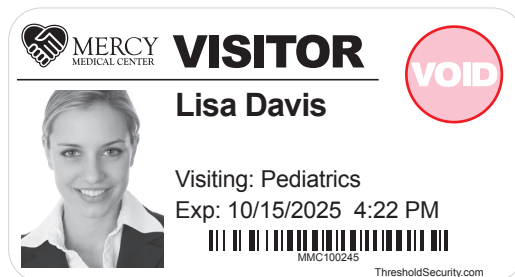 MERCY
MEDICAL CENTER
VISITOR
VOID
Lisa Davis
Visiting: Pediatrics
Exp: 10/15/2025 4:22 PM
MMC100245
ThresholdSecurity.com